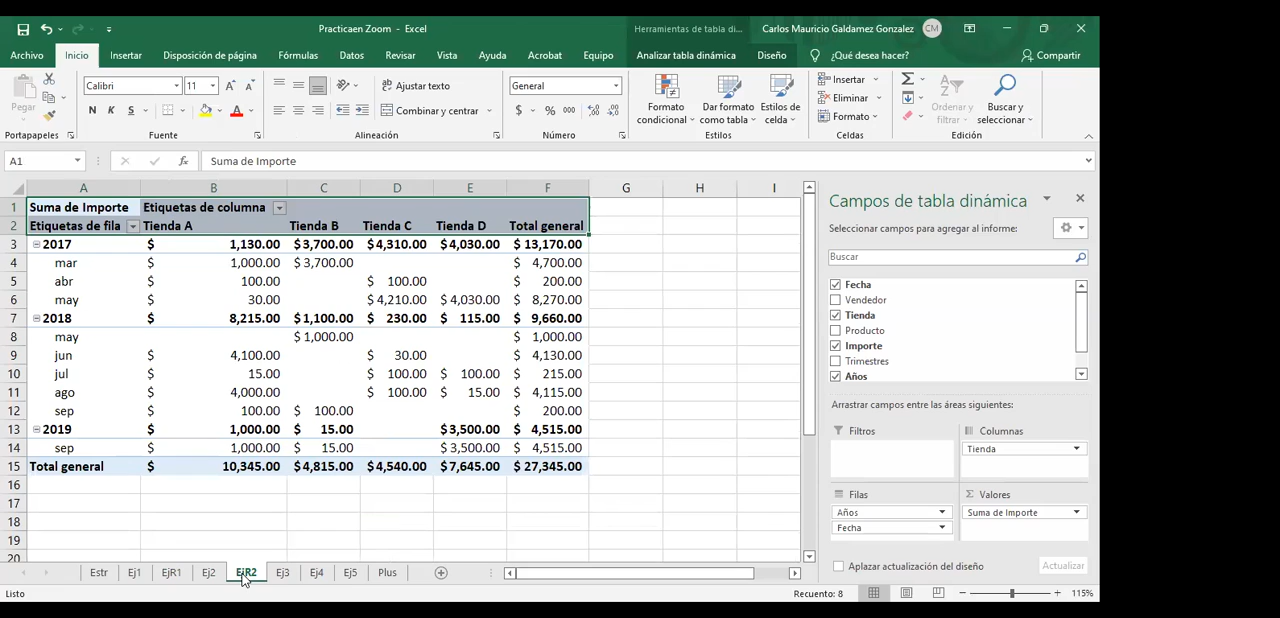 Practicaen Zoom - Excel
Herramientas de tabla di...
Carlos Mauricio Galdamez Gonzalez CM
Archivo Inicio Insertar Disposición de página Fórmulas Datos Revisar Vista Ayuda Acrobat Equipo Analizar tabla dinámica Diseño ¿Qué desea hacer? Compartir
Pegar
Calibri 11
N K S
Portapapeles Fuente
Ajustar texto
Combinar y centrar
Alineación
General
$ % 000
Número
Formato condicional
Dar formato como tabla
Estilos de celda
Estilos
Insertar
Eliminar
Formato
Celdas
Ordenar y filtrar
Buscar y seleccionar
Edición
A1 fx Suma de Importe
A B C D E F G H I
1 Suma de Importe Etiquetas de columna
2 Etiquetas de fila Tienda A Tienda B Tienda C Tienda D Total general
3 2017 $ 1,130.00 $3,700.00 $4,310.00 $4,030.00 $ 13,170.00
4 mar $ 1,000.00 $3,700.00 $ 4,700.00
5 abr $ 100.00 $ 100.00 $ 200.00
6 may $ 30.00 $4,210.00 $4,030.00 $ 8,270.00
7 2018 $ 8,215.00 $1,100.00 $ 230.00 $ 115.00 $ 9,660.00
8 may $1,000.00 $ 1,000.00
9 jun $ 4,100.00 $ 30.00 $ 4,130.00
10 jul $ 15.00 $ 100.00 $ 100.00 $ 215.00
11 ago $ 4,000.00 $ 100.00 $ 15.00 $ 4,115.00
12 sep $ 100.00 $ 100.00 $ 200.00
13 2019 $ 1,000.00 $ 15.00 $3,500.00 $ 4,515.00
14 sep $ 1,000.00 $ 15.00 $3,500.00 $ 4,515.00
15 Total general $ 10,345.00 $4,815.00 $4,540.00 $7,645.00 $ 27,345.00
16
17
18
19
20
Campos de tabla dinámica
Seleccionar campos para agregar al informe:
Buscar
Fecha
Vendedor
Tienda
Producto
Importe
Trimestres
Años
Arrastrar campos entre las áreas siguientes:
Filtros Columnas
Tienda
Filas Σ Valores
Años Suma de Importe
Fecha
Aplazar actualización del diseño Actualizar
Estr Ej1 EjR1 Ej2 EjR2 Ej3 Ej4 Ej5 Plus
Listo Recuento: 8 115%